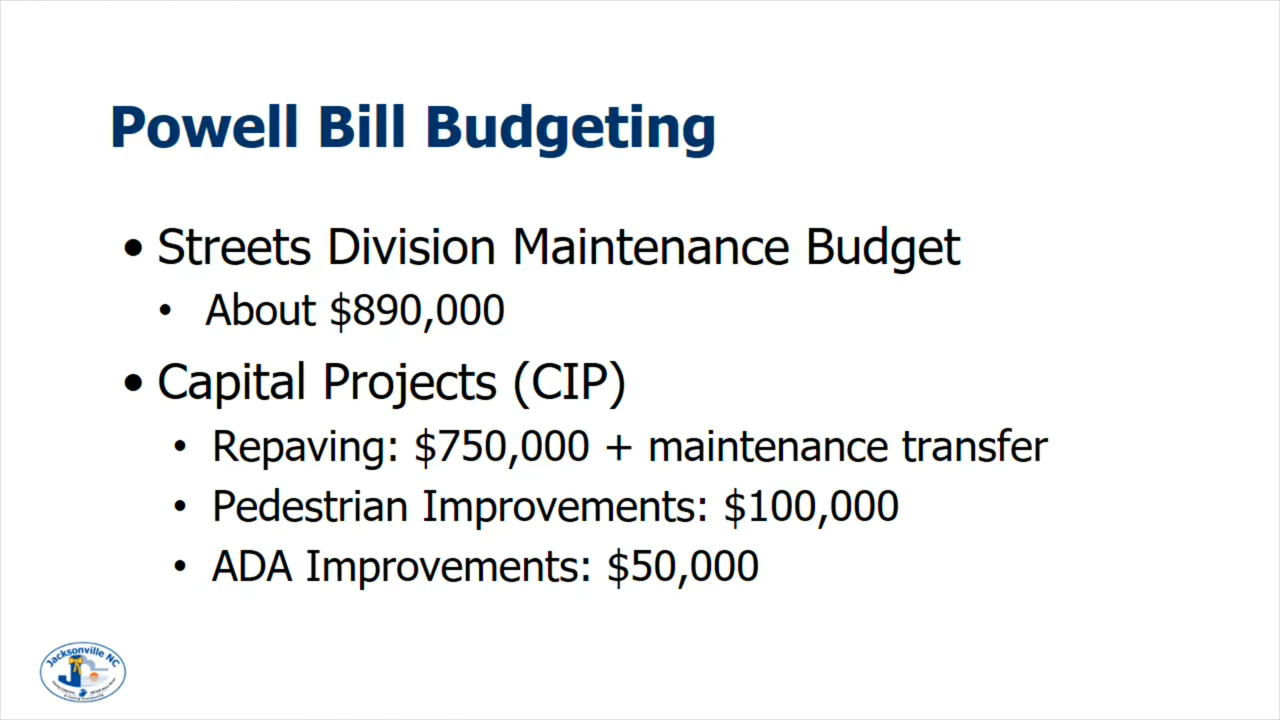 Powell Bill Budgeting
• Streets Division Maintenance Budget
• About $890,000
• Capital Projects (CIP)
• Repaving: $750,000 + maintenance transfer
• Pedestrian Improvements: $100,000
• ADA Improvements: $50,000
Jacksonville NC